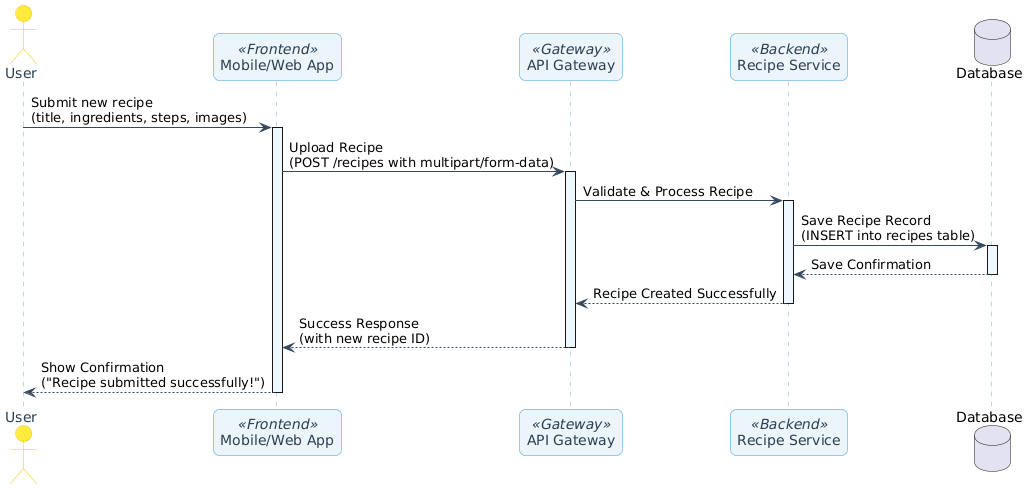 User
«Frontend»
Mobile/Web App
«Gateway»
API Gateway
«Backend»
Recipe Service
Database
Submit new recipe
(title, ingredients, steps, images)
Upload Recipe
(POST /recipes with multipart/form-data)
Validate & Process Recipe
Save Recipe Record
(INSERT into recipes table)
Save Confirmation
Recipe Created Successfully
Success Response
(with new recipe ID)
Show Confirmation
("Recipe submitted successfully!")
User
«Frontend»
Mobile/Web App
«Gateway»
API Gateway
«Backend»
Recipe Service
Database